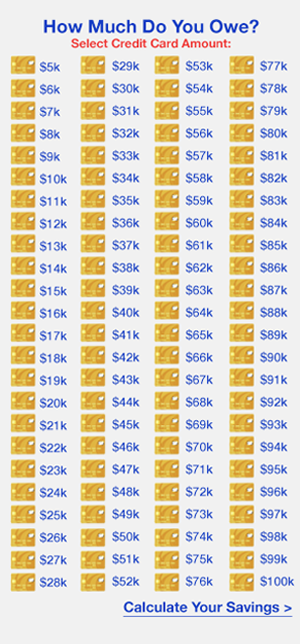 How Much Do You Owe?
Select Credit Card Amount:
$5k $29k $53k $77k
$6k $30k $54k $78k
$7k $31k $55k $79k
$8k $32k $56k $80k
$9k $33k $57k $81k
$10k $34k $58k $82k
$11k $35k $59k $83k
$12k $36k $60k $84k
$13k $37k $61k $85k
$14k $38k $62k $86k
$15k $39k $63k $87k
$16k $40k $64k $88k
$17k $41k $65k $89k
$18k $42k $66k $90k
$19k $43k $67k $91k
$20k $44k $68k $92k
$21k $45k $69k $93k
$22k $46k $70k $94k
$23k $47k $71k $95k
$24k $48k $72k $96k
$25k $49k $73k $97k
$26k $50k $74k $98k
$27k $51k $75k $99k
$28k $52k $76k $100k
Calculate Your Savings >